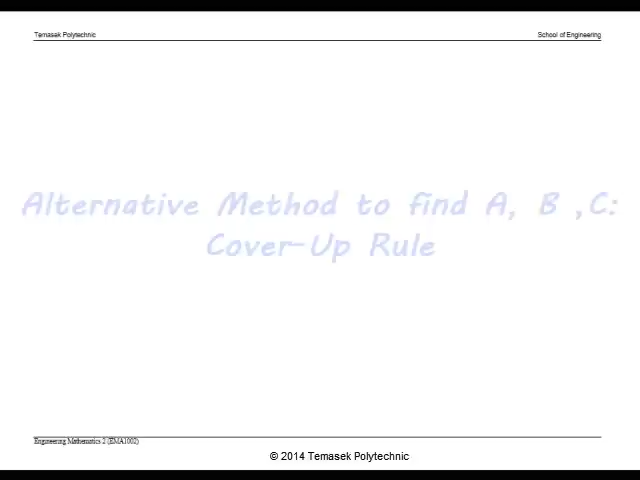 Temasek Polytechnic School of Engineering
Alternative Method to find A, B ,C:
Cover-Up Rule
Engineering Mathematics 2 (EMA1002)
© 2014 Temasek Polytechnic